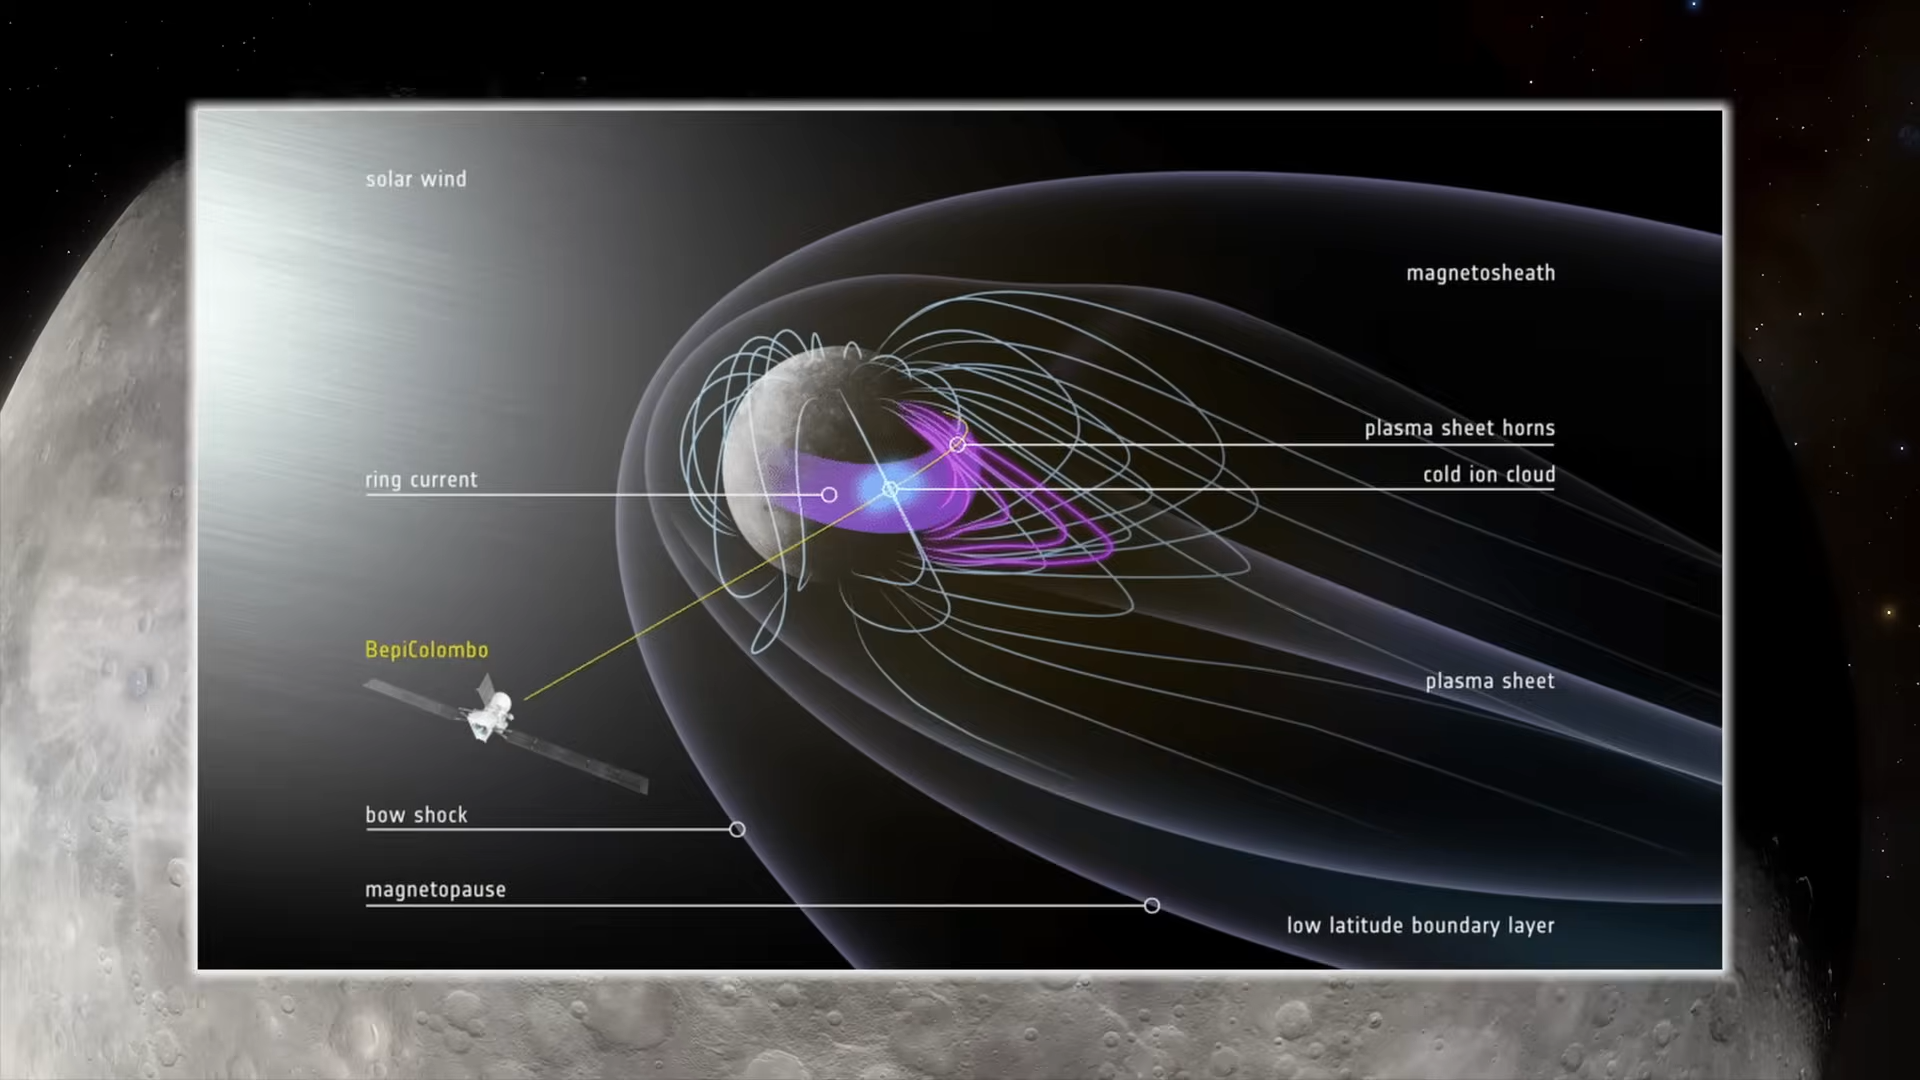 solar wind
magnetosheath
plasma sheet horns
cold ion cloud
ring current
BepiColombo
plasma sheet
bow shock
magnetopause
low latitude boundary layer